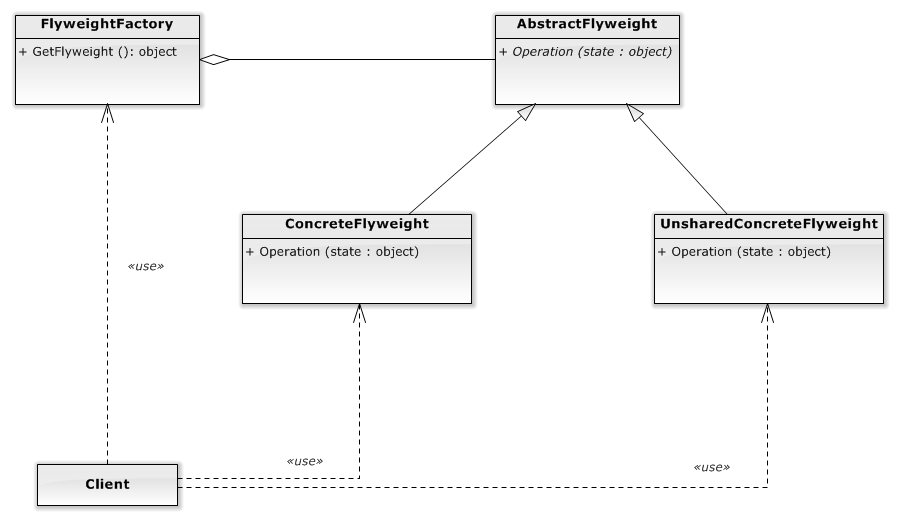 FlyweightFactory
+ GetFlyweight (): object
AbstractFlyweight
+ Operation (state : object)
ConcreteFlyweight
+ Operation (state : object)
UnsharedConcreteFlyweight
+ Operation (state : object)
«use»
«use»
«use»
Client